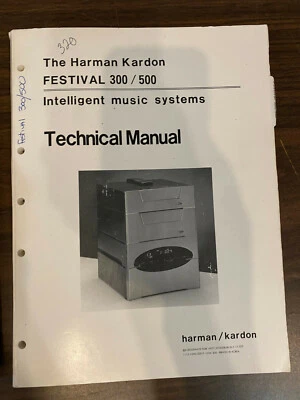 320
The Harman Kardon
FESTIVAL 300/500
Intelligent music systems
Technical Manual
Festival 300/500
harman/kardon